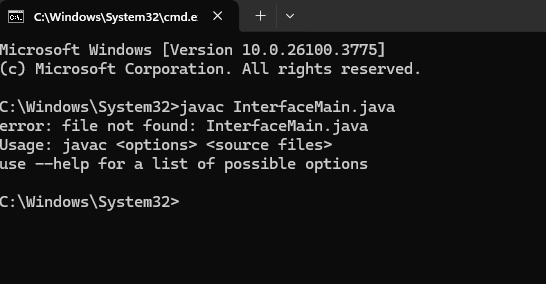 C:\Windows\System32\cmd.e:
Microsoft Windows [Version 10.0.26100.3775]
(c) Microsoft Corporation. All rights reserved.
C:\Windows\System32>javac InterfaceMain.java
error: file not found: InterfaceMain.java
Usage: javac <options> <source files>
use --help for a list of possible options
C:\Windows\System32>